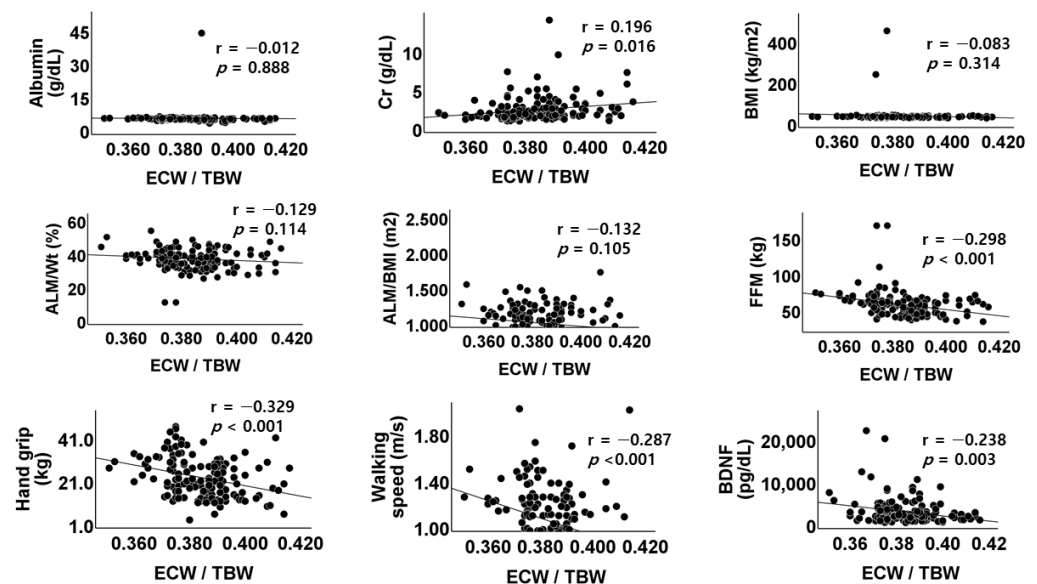 Albumin
(g/dL)
45
30
15
0
r = −0.012
p = 0.888
0.360 0.380 0.400 0.420
ECW / TBW
Cr (g/dL)
10
5
0
r = 0.196
p = 0.016
0.360 0.380 0.400 0.420
ECW / TBW
BMI (kg/m2)
400
200
0
r = −0.083
p = 0.314
0.360 0.380 0.400 0.420
ECW / TBW
ALM/Wt (%)
60
40
20
0
r = −0.129
p = 0.114
0.360 0.380 0.400 0.420
ECW / TBW
ALM/BMI (m2)
2.500
2.000
1.500
1.000
r = −0.132
p = 0.105
0.360 0.380 0.400 0.420
ECW / TBW
FFM (kg)
150
100
50
r = −0.298
p < 0.001
0.360 0.380 0.400 0.420
ECW / TBW
Hand grip
(kg)
41.0
21.0
1.0
r = −0.329
p < 0.001
0.360 0.380 0.400 0.420
ECW / TBW
Walking
speed (m/s)
1.80
1.40
1.00
r = −0.287
p <0.001
0.360 0.380 0.400 0.420
ECW / TBW
BDNF
(pg/dL)
20,000
10,000
0
r = −0.238
p = 0.003
0.36 0.38 0.40 0.42
ECW / TBW